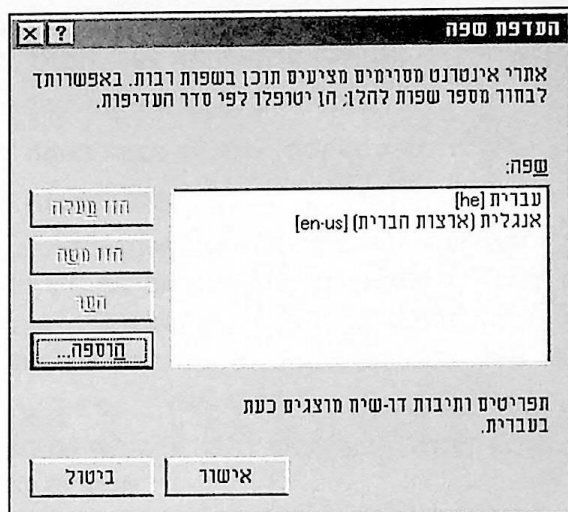 העדפת שפה
אתרי אינטרנט מסוימים מציעים תוכן בשפות רבות. באפשרותך
לבחור מספר שפות להלן; הן יטופלו לפי סדר העדיפות.
שפה:
עברית [he]
אנגלית (ארצות הברית) [en-us]
הזז מעלה
הזז מטה
הסר
הוספה...
תפריטים ותיבות דו-שיח מוצגים כעת
בעברית.
אישור
ביטול